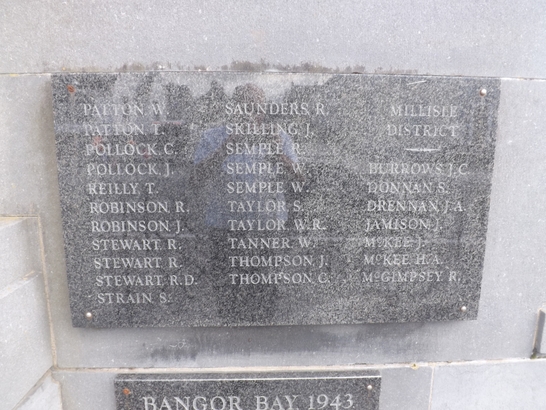 PATTON W.
PATTON T.
POLLOCK C.
POLLOCK J.
REILLY T.
ROBINSON R.
ROBINSON J.
STEWART R.
STEWART R.
STEWART R.D.
STRAIN S.
SAUNDERS R.
SKILLING J.
SEMPLE R.
SEMPLE W.
SEMPLE W.
TAYLOR S.
TAYLOR W.R.
TANNER W.
THOMPSON J.
THOMPSON C.
MILLISLE
DISTRICT
BURROWS J.C.
DONNAN S.
DRENNAN J.A.
JAMISON J.
McKEE J.
McKEE H.A.
McGIMPSEY R.
BANGOR BAY 1943